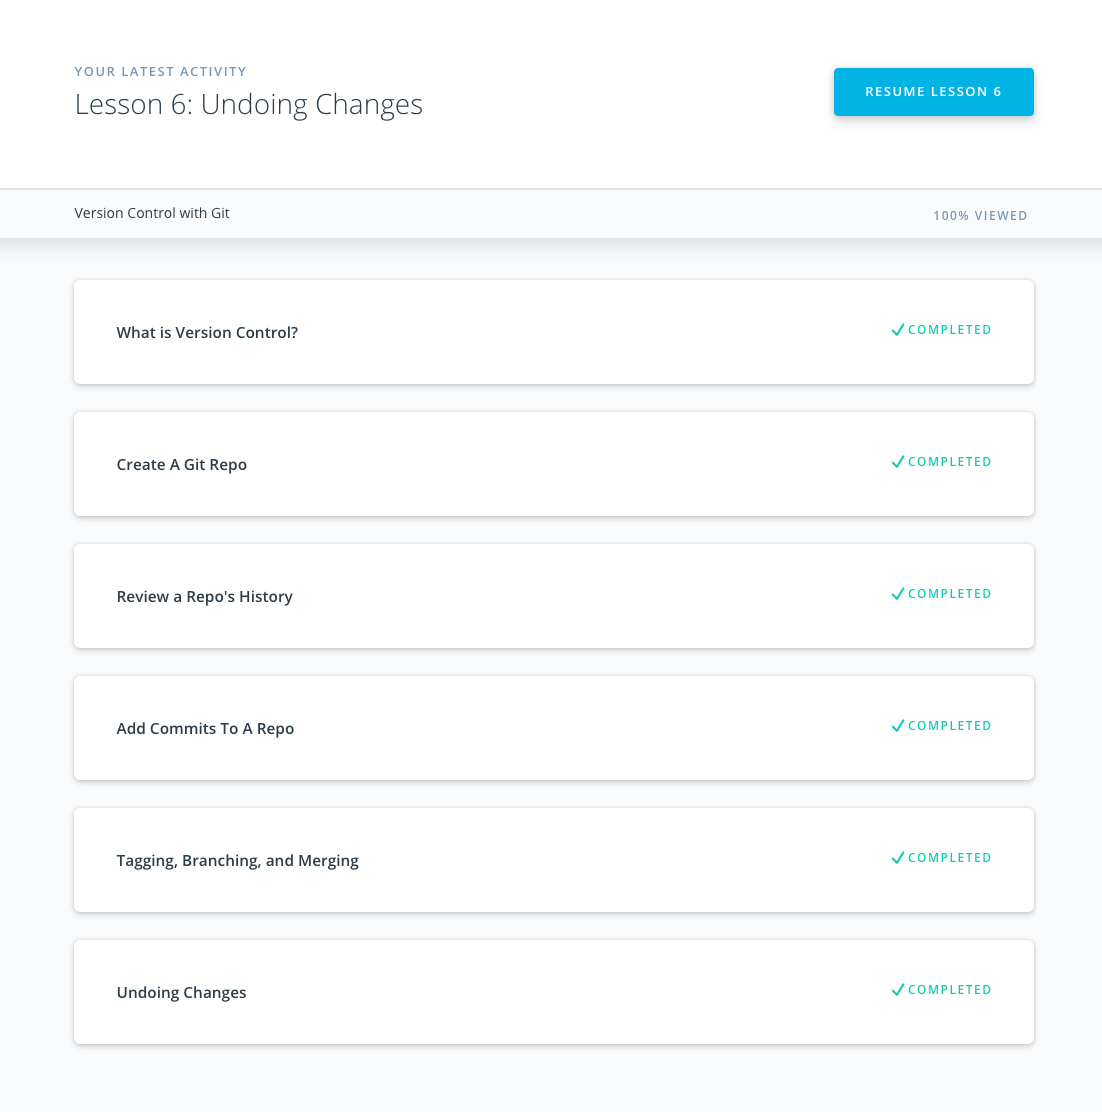 YOUR LATEST ACTIVITY
Lesson 6: Undoing Changes
RESUME LESSON 6
Version Control with Git
100% VIEWED
What is Version Control?
COMPLETED
Create A Git Repo
COMPLETED
Review a Repo's History
COMPLETED
Add Commits To A Repo
COMPLETED
Tagging, Branching, and Merging
COMPLETED
Undoing Changes
COMPLETED